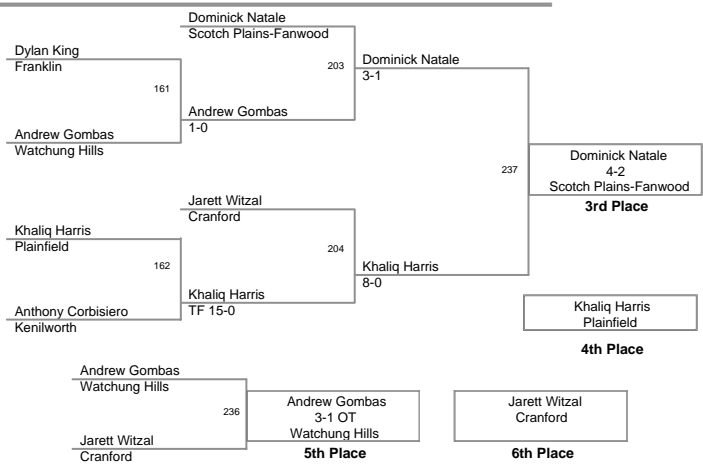 Dominick Natale
Scotch Plains-Fanwood
Dylan King
Franklin
203
Dominick Natale
3-1
161
Andrew Gombas
1-0
Andrew Gombas
Watchung Hills
237
Dominick Natale
4-2
Scotch Plains-Fanwood
3rd Place
Jarett Witzal
Cranford
Khaliq Harris
Plainfield
204
162
Khaliq Harris
8-0
Khaliq Harris
TF 15-0
Anthony Corbisiero
Kenilworth
Khaliq Harris
Plainfield
4th Place
Andrew Gombas
Watchung Hills
236
Andrew Gombas
3-1 OT
Watchung Hills
5th Place
Jarett Witzal
Cranford
Jarett Witzal
Cranford
6th Place